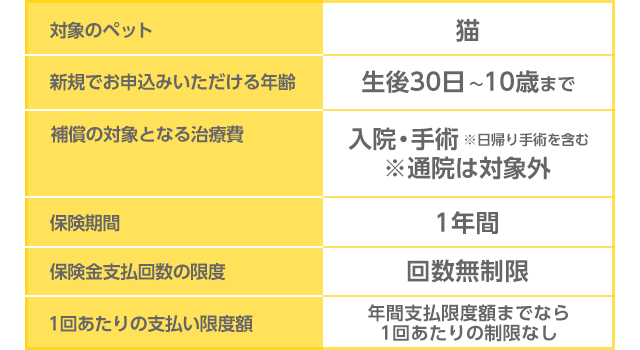 対象のペット
猫
新規でお申込みいただける年齢
生後30日～10歳まで
補償の対象となる治療費
入院・手術 ※日帰り手術を含む
※通院は対象外
保険期間
1年間
保険金支払回数の限度
回数無制限
1回あたりの支払い限度額
年間支払限度額までなら
1回あたりの制限なし